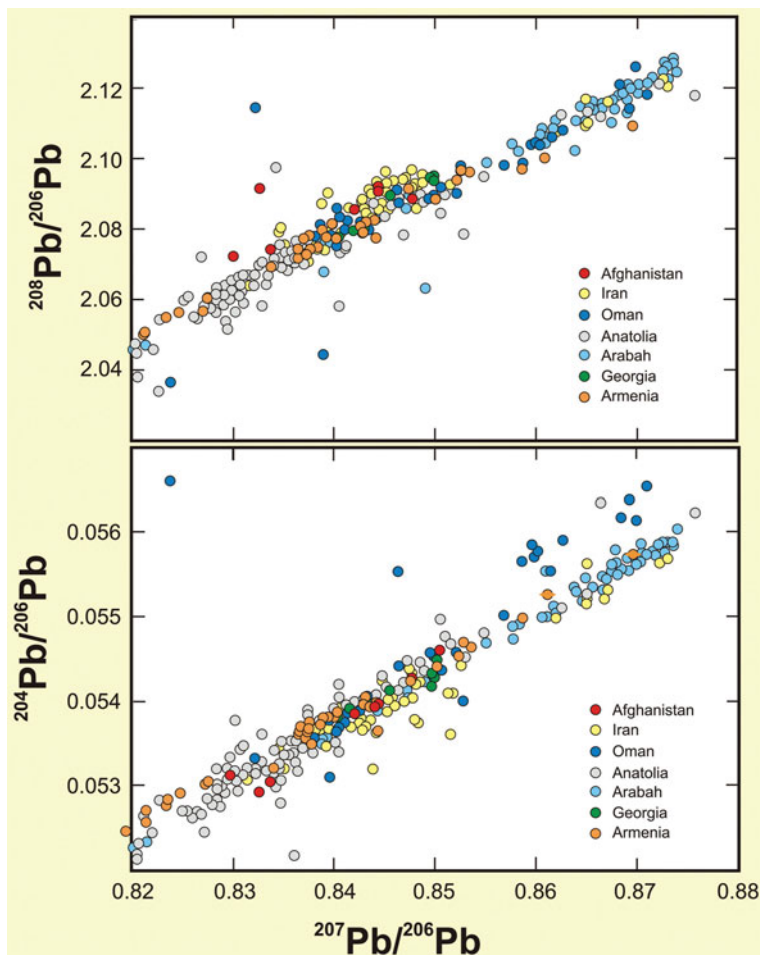 2.12
2.10
2.08
2.06
2.04
²⁰⁸Pb/²⁰⁶Pb
Afghanistan
Iran
Oman
Anatolia
Arabah
Georgia
Armenia
0.056
0.055
0.054
0.053
²⁰⁴Pb/²⁰⁶Pb
Afghanistan
Iran
Oman
Anatolia
Arabah
Georgia
Armenia
0.82 0.83 0.84 0.85 0.86 0.87 0.88
²⁰⁷Pb/²⁰⁶Pb